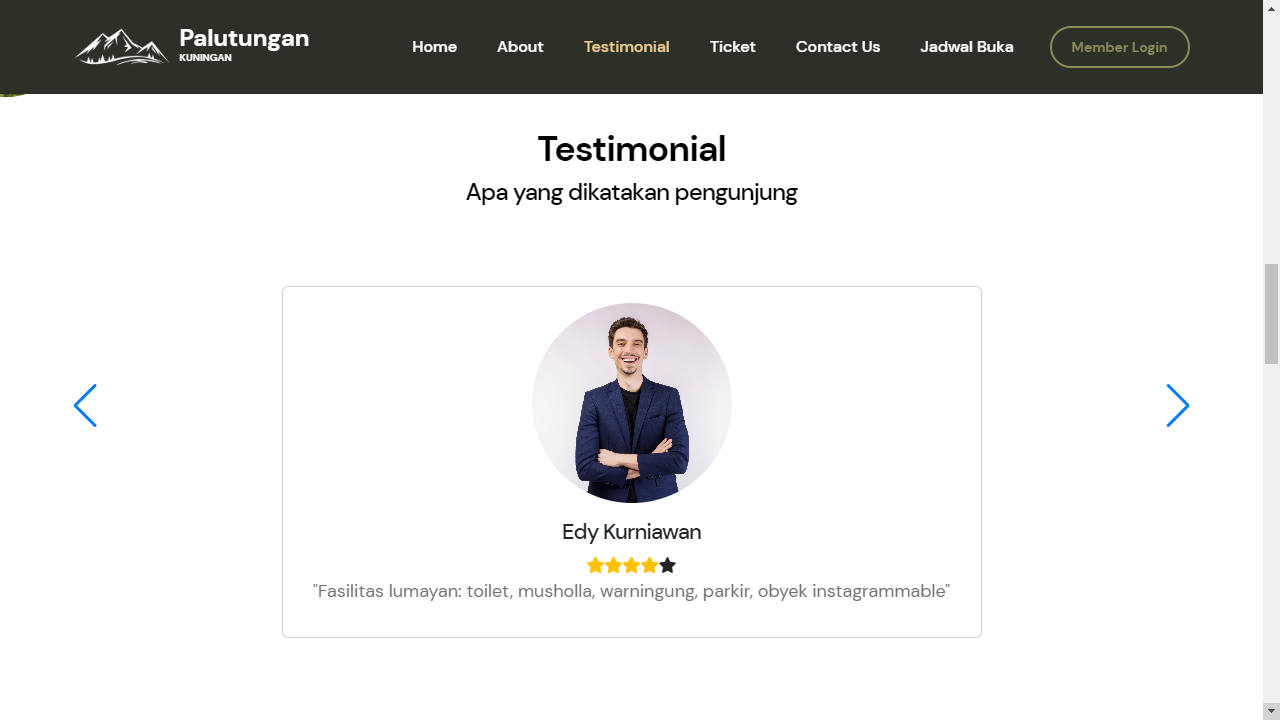 Palutungan
KUNINGAN
Home
About
Testimonial
Ticket
Contact Us
Jadwal Buka
Member Login
Testimonial
Apa yang dikatakan pengunjung
Edy Kurniawan
"Fasilitas lumayan: toilet, musholla, warningung, parkir, obyek instagrammable"